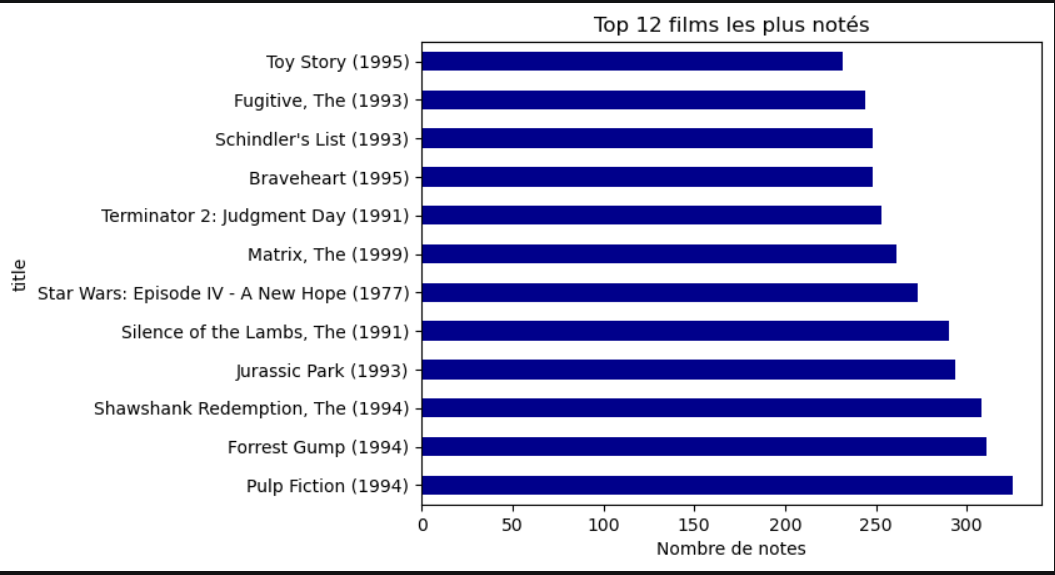 Top 12 films les plus notés
Toy Story (1995)
Fugitive, The (1993)
Schindler's List (1993)
Braveheart (1995)
Terminator 2: Judgment Day (1991)
Matrix, The (1999)
title
Star Wars: Episode IV - A New Hope (1977)
Silence of the Lambs, The (1991)
Jurassic Park (1993)
Shawshank Redemption, The (1994)
Forrest Gump (1994)
Pulp Fiction (1994)
0 50 100 150 200 250 300
Nombre de notes